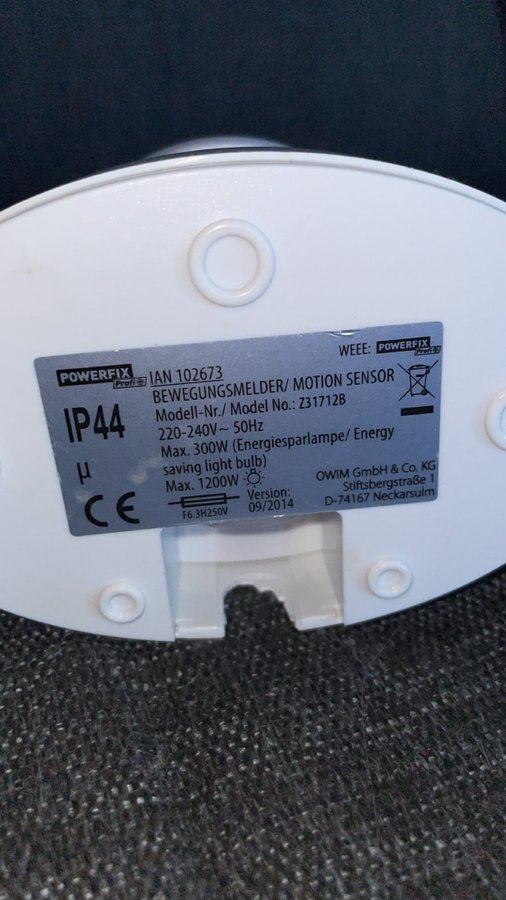 WEEE: POWERFIX
Profi+
POWERFIX
Profi+
IAN 102673
BEWEGUNGSMELDER/ MOTION SENSOR
IP44
Modell-Nr./ Model No.: Z31712B
220-240V~ 50Hz
Max. 300W (Energiesparlampe/ Energy
saving light bulb)
µ
Max. 1200W
CE
F6.3H250V
Version:
09/2014
OWIM GmbH & Co. KG
Stiftsbergstraße 1
D-74167 Neckarsulm